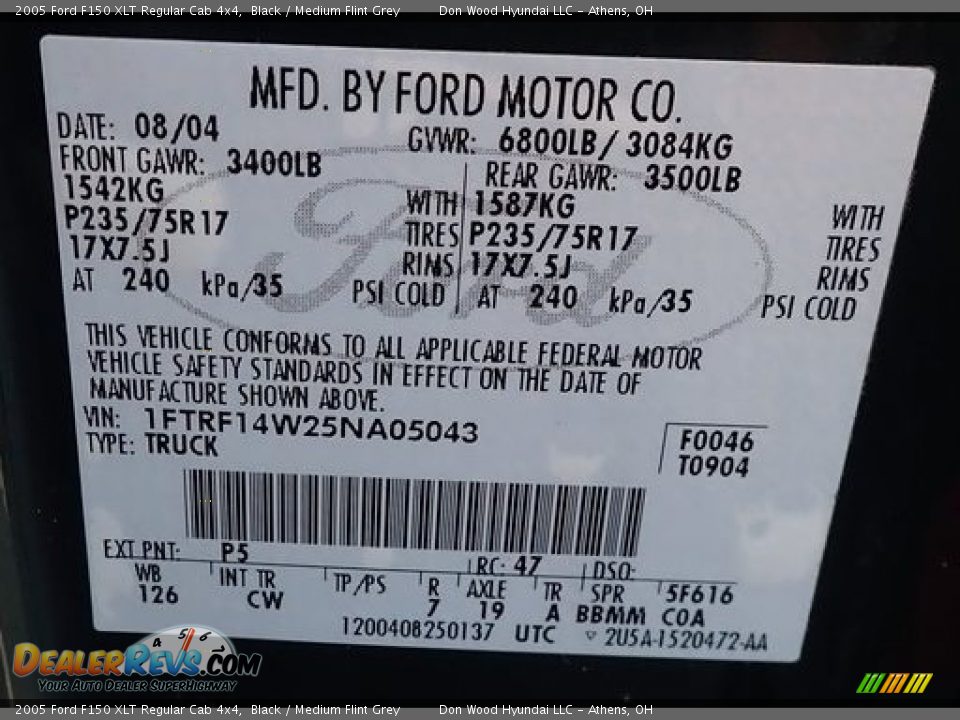 2005 Ford F150 XLT Regular Cab 4x4, Black / Medium Flint Grey Don Wood Hyundai LLC – Athens, OH
MFD. BY FORD MOTOR CO.
DATE: 08/04 GVWR: 6800LB/ 3084KG
FRONT GAWR: 3400LB REAR GAWR: 3500LB
1542KG WITH 1587KG WITH
P235/75R17 TIRES P235/75R17 TIRES
17X7.5J RIMS 17X7.5J RIMS
AT 240 kPa/35 PSI COLD AT 240 kPa/35 PSI COLD
Ford
THIS VEHICLE CONFORMS TO ALL APPLICABLE FEDERAL MOTOR
VEHICLE SAFETY STANDARDS IN EFFECT ON THE DATE OF
MANUFACTURE SHOWN ABOVE.
VIN: 1FTRF14W25NA05043
TYPE: TRUCK
F0046
T0904
EXT PNT: P5 RC: 47 DSO:
WB INT TR TP/PS R AXLE TR SPR 5F616
126 CW 7 19 A BBMM COA
1200408250137 UTC ▽ 2U5A-1520472-AA
DEALERREVS.COM
YOUR AUTO DEALER SUPERHIGHWAY
2005 Ford F150 XLT Regular Cab 4x4, Black / Medium Flint Grey Don Wood Hyundai LLC – Athens, OH